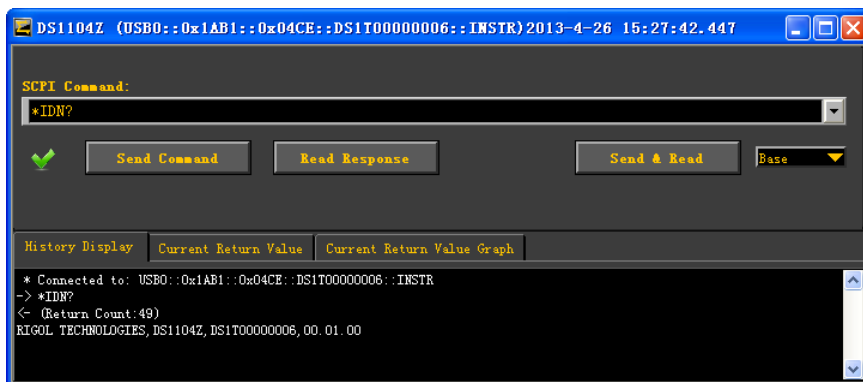 DS1104Z (USB0::0x1AB1::0x04CE::DS1T00000006::INSTR)2013-4-26 15:27:42.447
SCPI Command:
*IDN?
Send Command Read Response Send & Read Base
History Display Current Return Value Current Return Value Graph
* Connected to: USB0::0x1AB1::0x04CE::DS1T00000006::INSTR
-> *IDN?
<- (Return Count:49)
RIGOL TECHNOLOGIES,DS1104Z,DS1T00000006,00.01.00